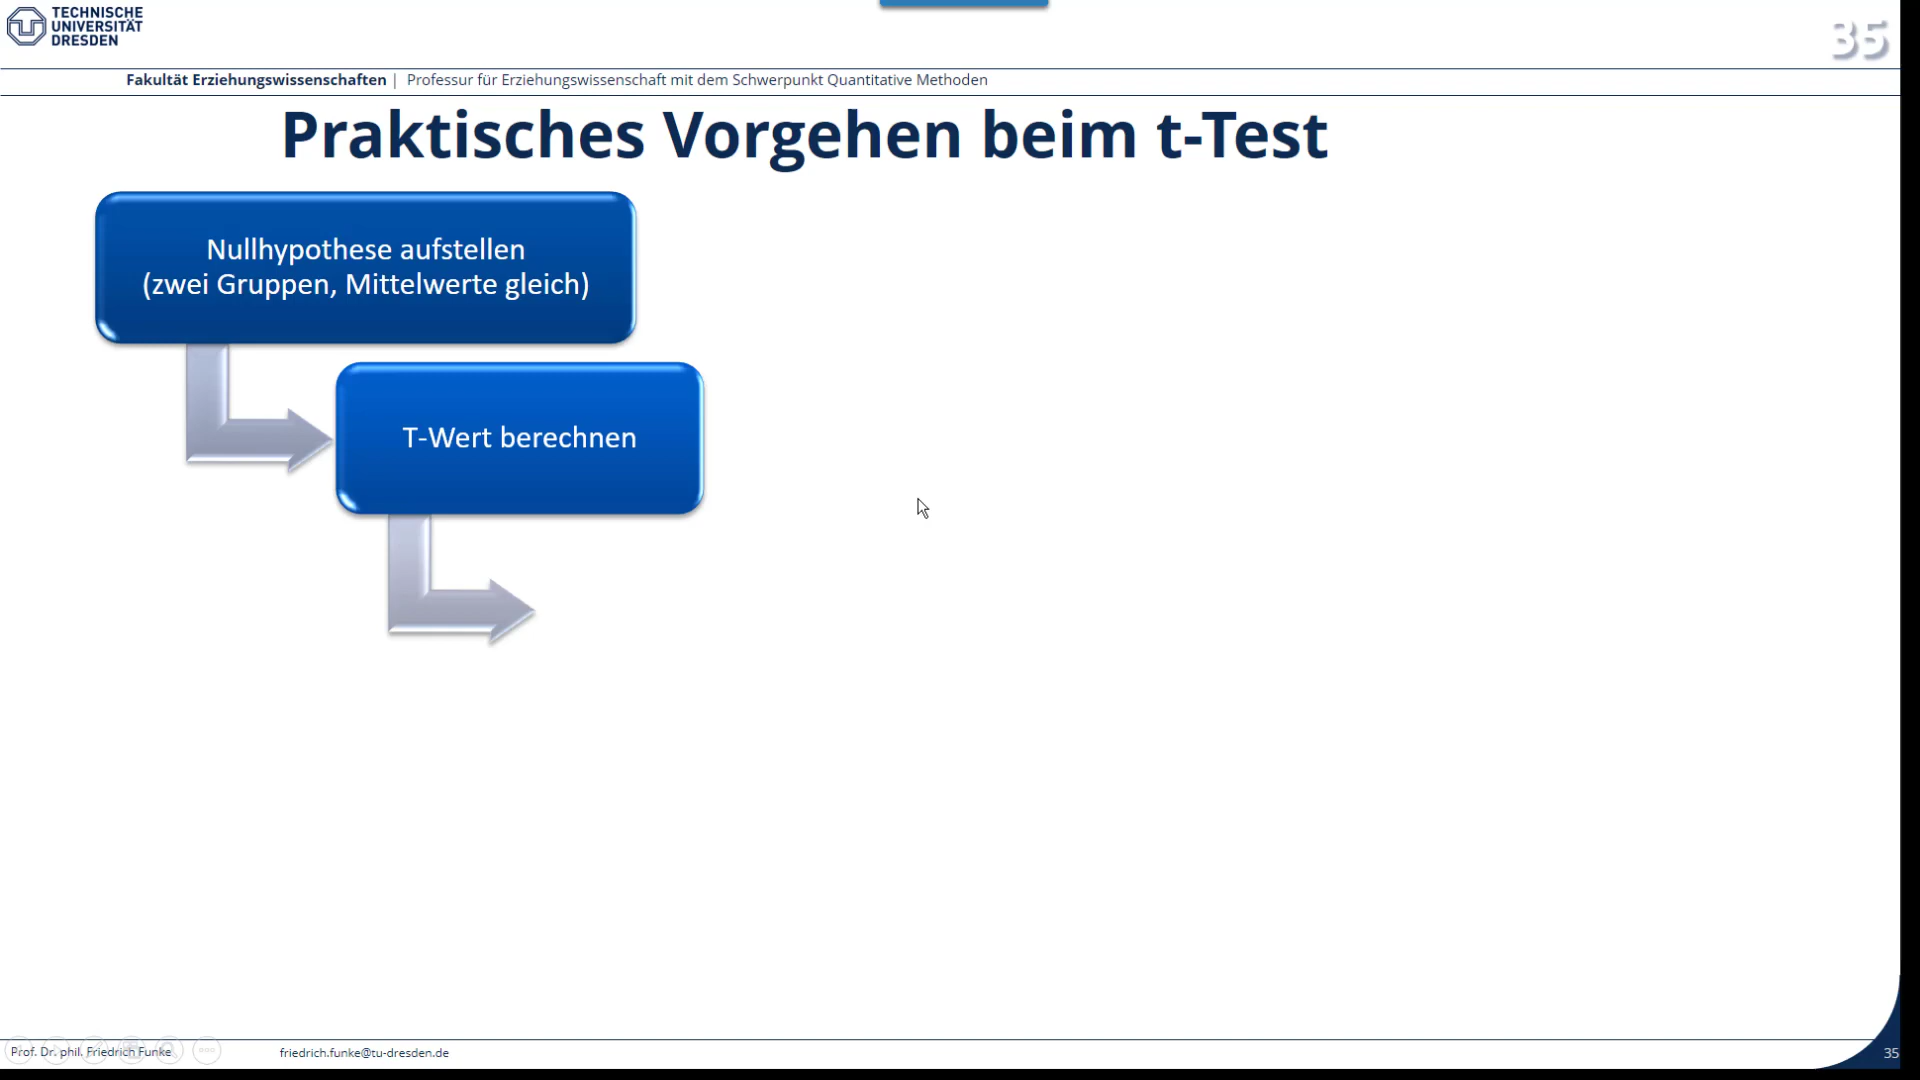 TECHNISCHE
UNIVERSITÄT
DRESDEN
35
Fakultät Erziehungswissenschaften | Professur für Erziehungswissenschaft mit dem Schwerpunkt Quantitative Methoden
Praktisches Vorgehen beim t-Test
Nullhypothese aufstellen
(zwei Gruppen, Mittelwerte gleich)
T-Wert berechnen
Prof. Dr. phil. Friedrich Funke
friedrich.funke@tu-dresden.de
35